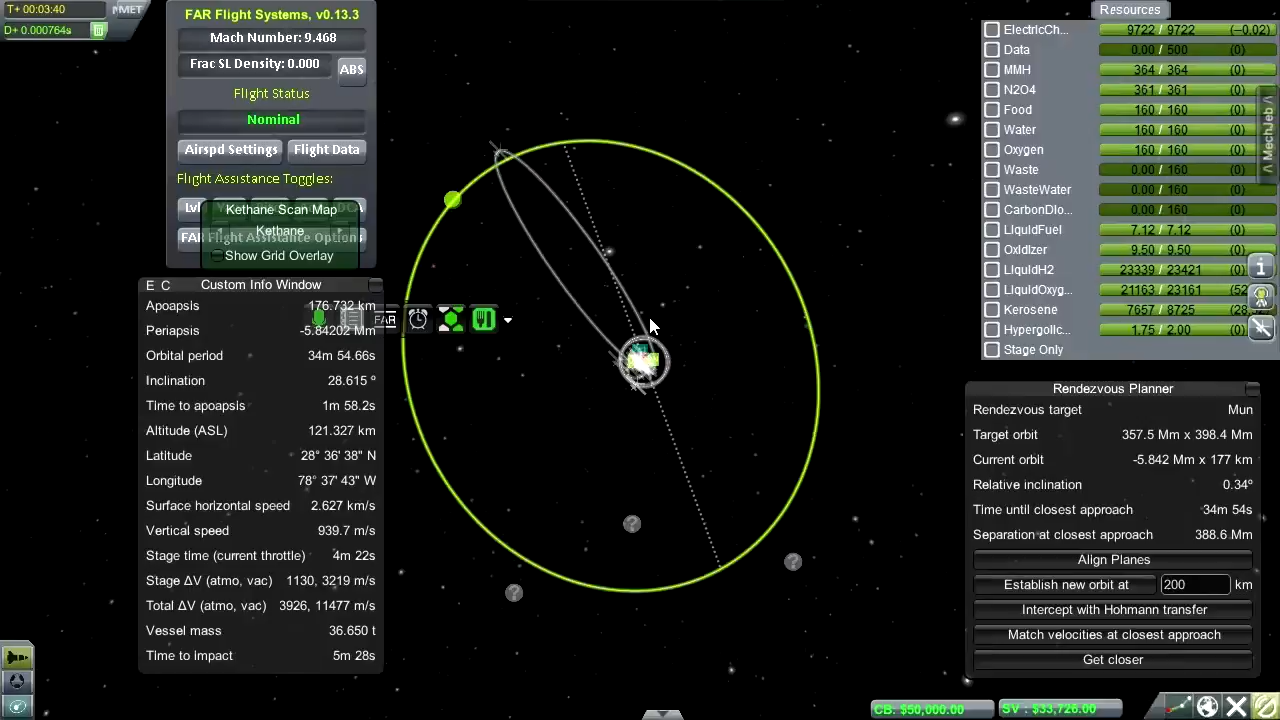 T+ 00:03:40
MET
D+ 0.000764s
FAR Flight Systems, v0.13.3
Mach Number: 9.468
Frac SL Density: 0.000
ABS
Flight Status
Nominal
Airspd Settings
Flight Data
Flight Assistance Toggles:
Lvl
Kethane Scan Map
Kethane
FAR Flight Assistance Options
Show Grid Overlay
E C
Custom Info Window
Apoapsis 176.732 km
Periapsis -5.84202 Mm
Orbital period 34m 54.66s
Inclination 28.615 º
Time to apoapsis 1m 58.2s
Altitude (ASL) 121.327 km
Latitude 28° 36' 38" N
Longitude 78° 37' 43" W
Surface horizontal speed 2.627 km/s
Vertical speed 939.7 m/s
Stage time (current throttle) 4m 22s
Stage ΔV (atmo, vac) 1130, 3219 m/s
Total ΔV (atmo, vac) 3926, 11477 m/s
Vessel mass 36.650 t
Time to impact 5m 28s
FAR
? 
?
?
Resources
ElectricCh... 9722 / 9722 (−0.02)
Data 0.00 / 500 (0)
MMH 364 / 364 (0)
N2O4 361 / 361 (0)
Food 160 / 160 (0)
Water 160 / 160 (0)
Oxygen 160 / 160 (0)
Waste 0.00 / 160 (0)
WasteWater 0.00 / 160 (0)
CarbonDio... 0.00 / 160 (0)
LiquidFuel 7.12 / 7.12 (0)
Oxidizer 9.50 / 9.50 (0)
LiquidH2 23339 / 23421 (0)
LiquidOxyg... 21163 / 21161 (52
Kerosene 7657 / 8725 (28.
Hypergolic... 1.75 / 2.00 (0)
Stage Only
MechJeb
Rendezvous Planner
Rendezvous target Mun
Target orbit 357.5 Mm x 398.4 Mm
Current orbit -5.842 Mm x 177 km
Relative inclination 0.34º
Time until closest approach 34m 54s
Separation at closest approach 388.6 Mm
Align Planes
Establish new orbit at 200 km
Intercept with Hohmann transfer
Match velocities at closest approach
Get closer
CB: $50,000.00
SV : $33,726.00